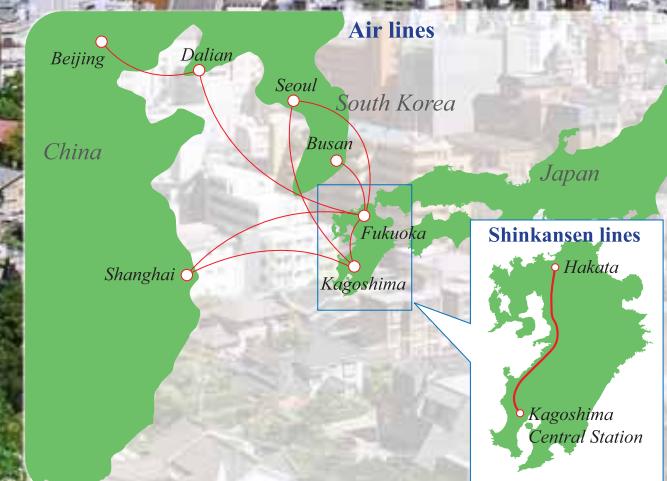 Air lines
Beijing
Dalian
Seoul
South Korea
Busan
China
Japan
Fukuoka
Shinkansen lines
Hakata
Shanghai
Kagoshima
Kagoshima
Central Station